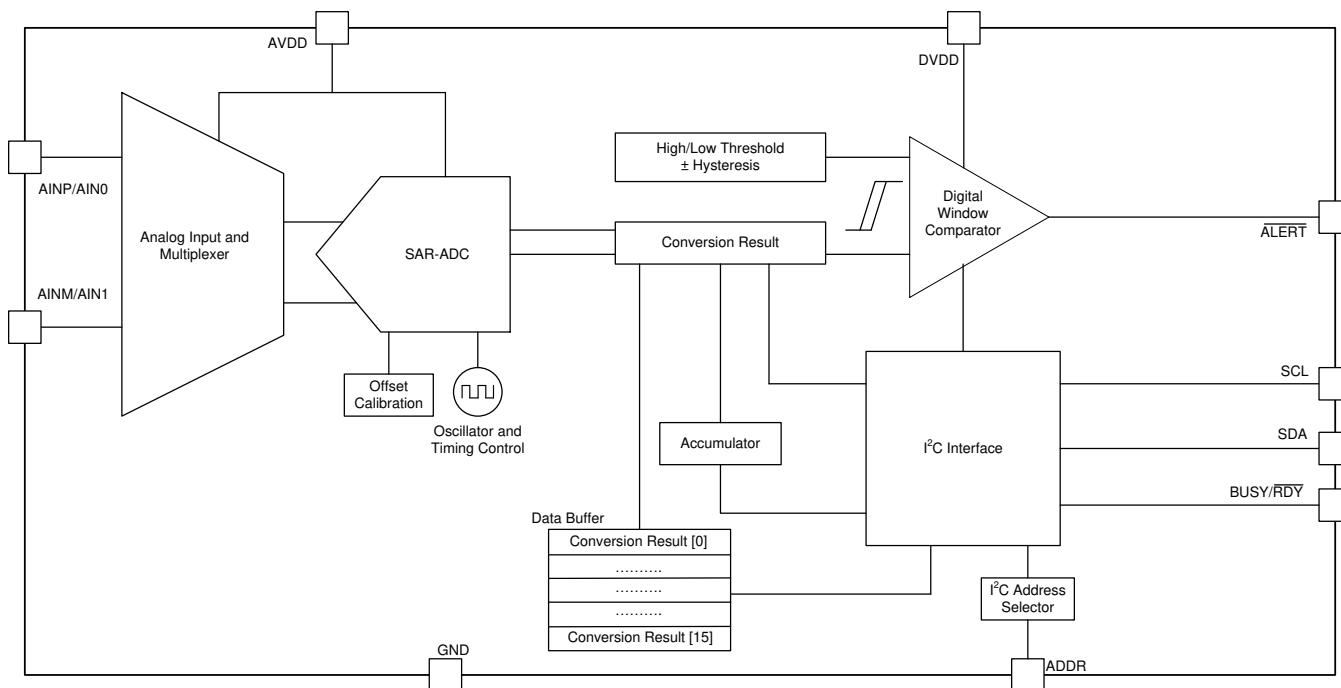 AVDD
DVDD
AINP/AIN0
AINM/AIN1
Analog Input and
Multiplexer
SAR-ADC
Offset
Calibration
Oscillator and
Timing Control
High/Low Threshold
± Hysteresis
Conversion Result
Digital
Window
Comparator
ALERT
Accumulator
I²C Interface
SCL
SDA
BUSY/RDY
Data Buffer
Conversion Result [0]
..........
..........
..........
Conversion Result [15]
I²C Address
Selector
GND
ADDR